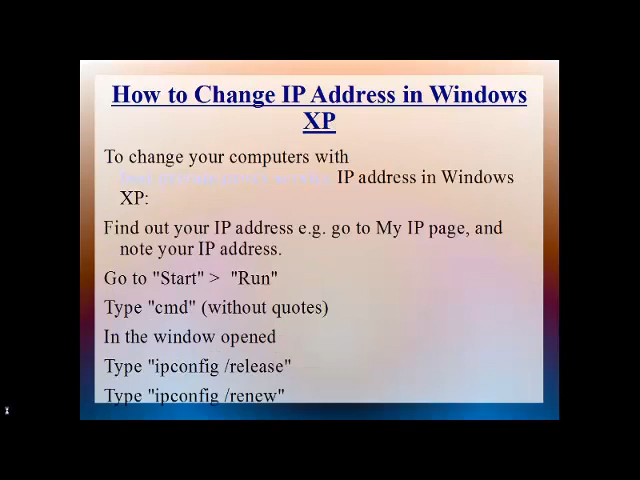 How to Change IP Address in Windows
XP
To change your computers with
IP address in Windows
XP:
Find out your IP address e.g. go to My IP page, and
note your IP address.
Go to "Start" > "Run"
Type "cmd" (without quotes)
In the window opened
Type "ipconfig /release"
Type "ipconfig /renew"